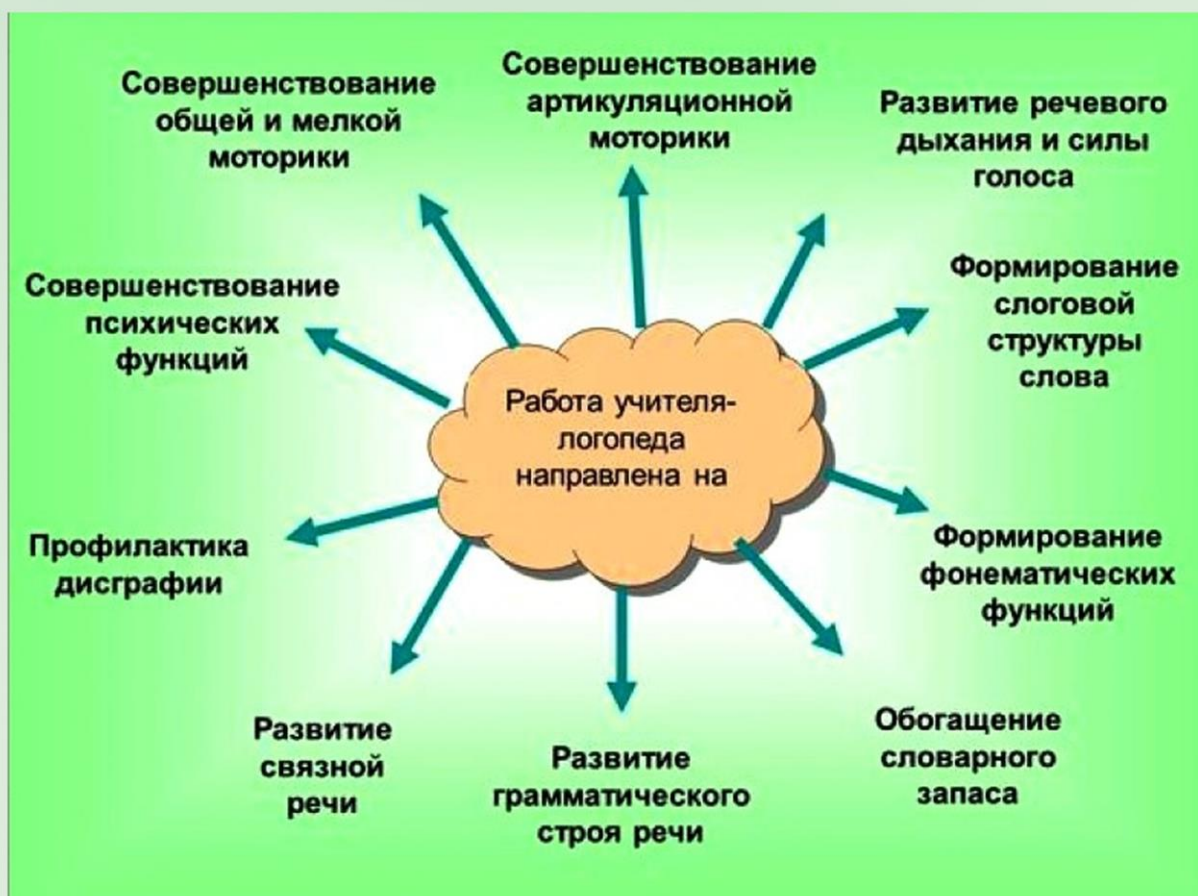 Совершенствование
общей и мелкой
моторики
Совершенствование
артикуляционной
моторики
Развитие речевого
дыхания и силы
голоса
Совершенствование
психических
функций
Формирование
слоговой
структуры
слова
Работа учителя-
логопеда
направлена на
Профилактика
дисграфии
Формирование
фонематических
функций
Развитие
связной
речи
Развитие
грамматического
строя речи
Обогащение
словарного
запаса